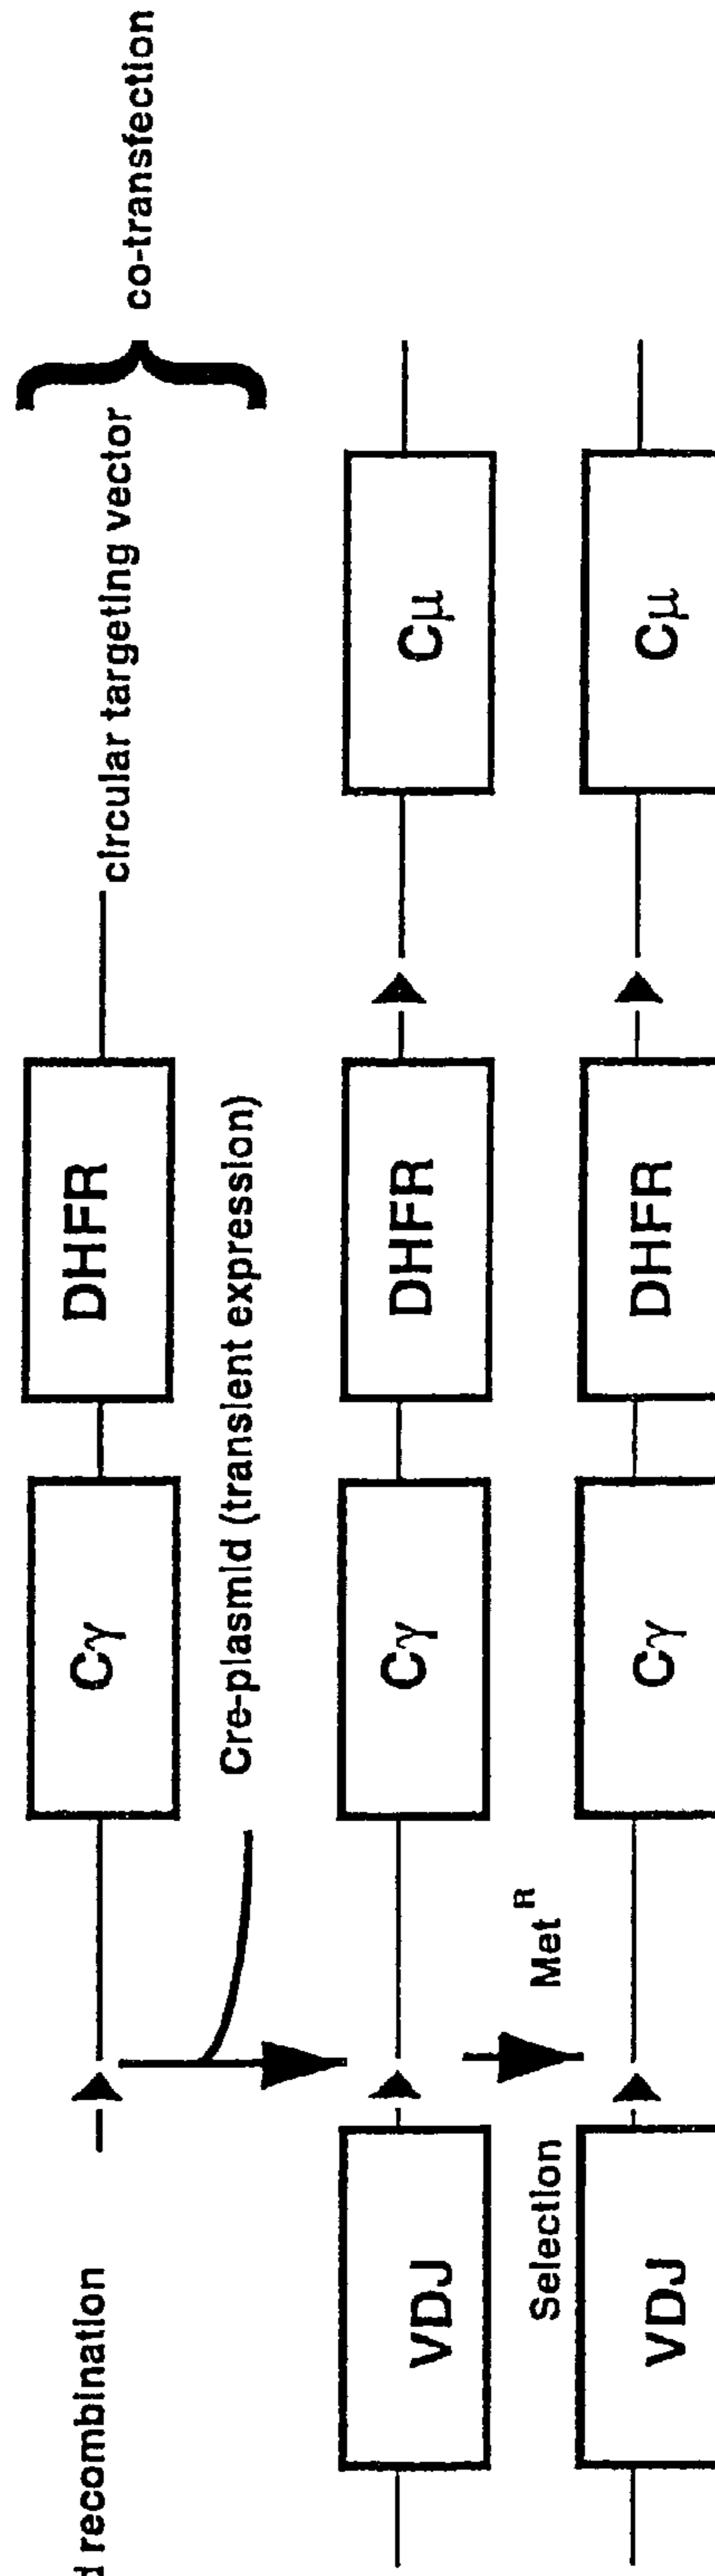 d recombination
Cγ DHFR circular targeting vector
co-transfection
Cre-plasmid (transient expression)
VDJ Cγ DHFR Cμ
Selection Met^R
VDJ Cγ DHFR Cμ